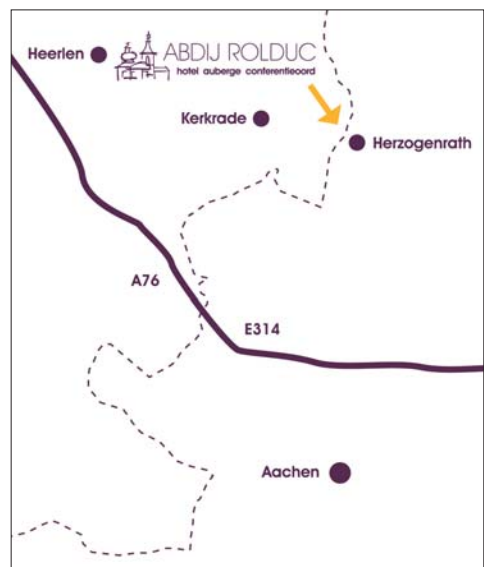 Heerlen
ABDIJ ROLDUC
hotel auberge conferentieoord
Kerkrade
Herzogenrath
A76
E314
Aachen